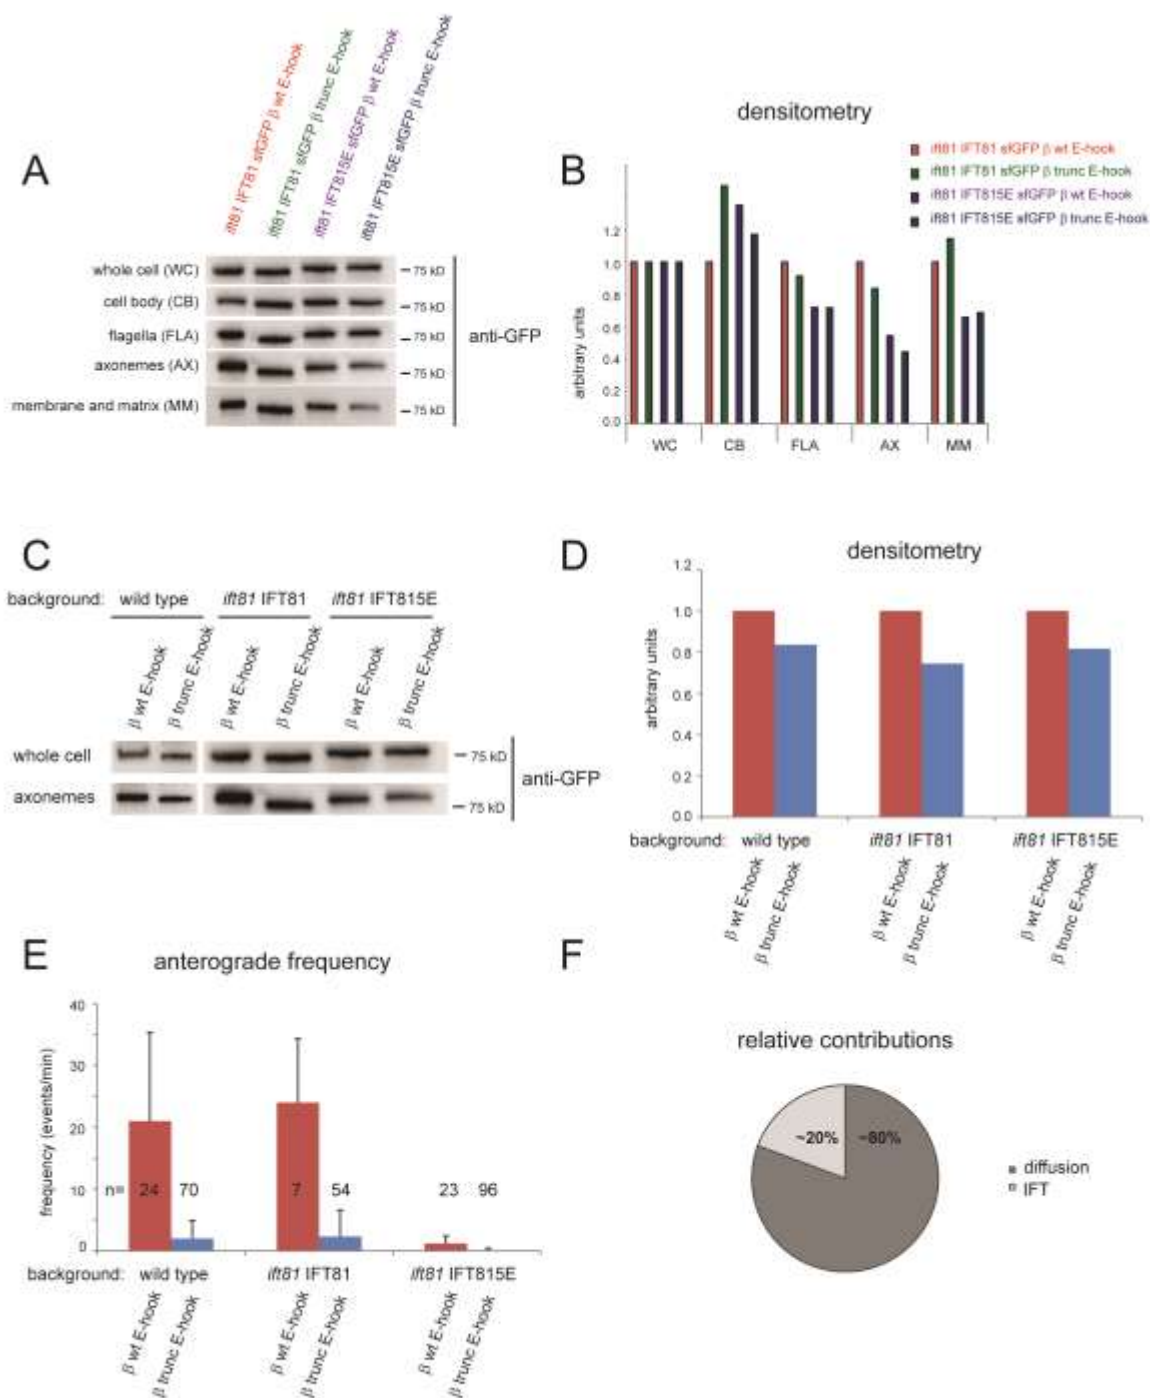 A
ift81 IFT81 sfGFP β wt E-hook
ift81 IFT81 sfGFP β trunc E-hook
ift81 IFT815E sfGFP β wt E-hook
ift81 IFT815E sfGFP β trunc E-hook
whole cell (WC)
– 75 kD
cell body (CB)
– 75 kD
flagella (FLA)
– 75 kD
axonemes (AX)
– 75 kD
membrane and matrix (MM)
– 75 kD
anti-GFP
B
densitometry
ift81 IFT81 sfGFP β wt E-hook
ift81 IFT81 sfGFP β trunc E-hook
ift81 IFT815E sfGFP β wt E-hook
ift81 IFT815E sfGFP β trunc E-hook
arbitrary units
1.2
1.0
0.8
0.6
0.4
0.2
0.0
WC CB FLA AX MM
C
background: wild type ift81 IFT81 ift81 IFT815E
β wt E-hook
β trunc E-hook
β wt E-hook
β trunc E-hook
β wt E-hook
β trunc E-hook
whole cell
– 75 kD
axonemes
– 75 kD
anti-GFP
D
densitometry
arbitrary units
1.2
1.0
0.8
0.6
0.4
0.2
0.0
background: wild type ift81 IFT81 ift81 IFT815E
β wt E-hook
β trunc E-hook
β wt E-hook
β trunc E-hook
β wt E-hook
β trunc E-hook
E
anterograde frequency
frequency (events/min)
40
30
20
10
0
n= 24 70 7 54 23 96
background: wild type ift81 IFT81 ift81 IFT815E
β wt E-hook
β trunc E-hook
β wt E-hook
β trunc E-hook
β wt E-hook
β trunc E-hook
F
relative contributions
~20% ~80%
diffusion
IFT